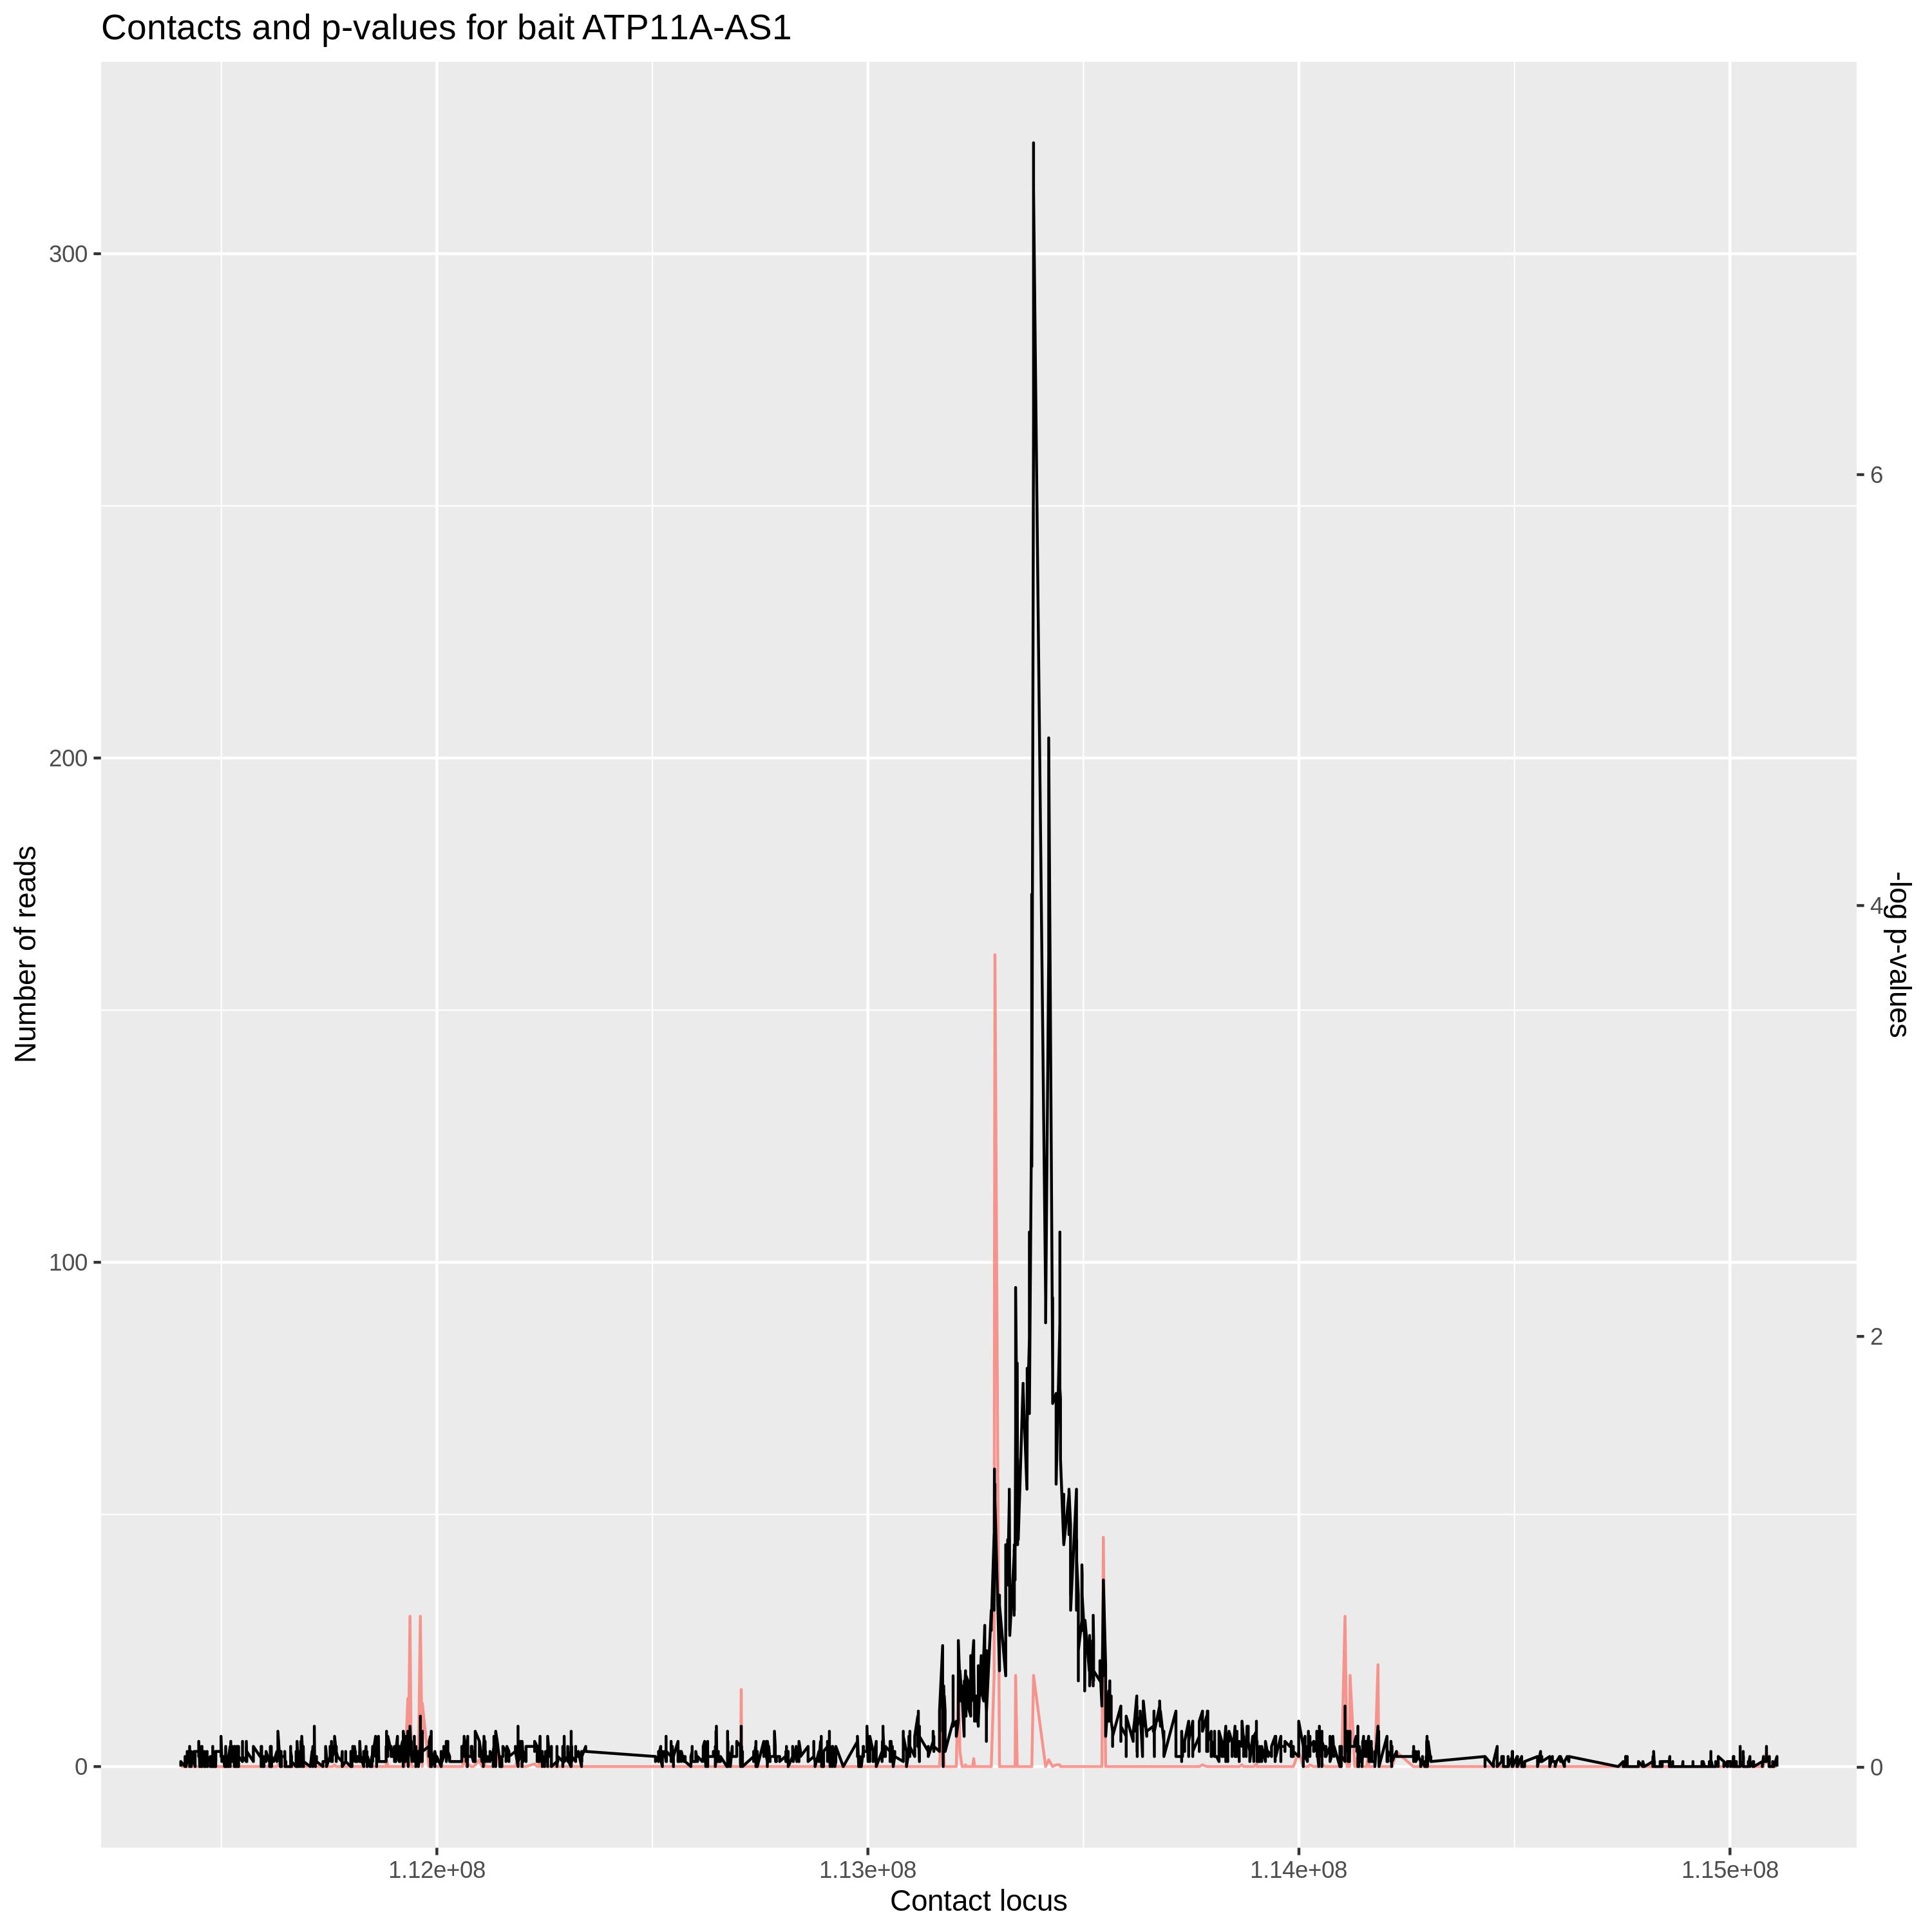 Contacts and p-values for bait ATP11A-AS1
300
200
100
0
Number of reads
6
4
2
0
-log p-values
1.12e+08
1.13e+08
1.14e+08
1.15e+08
Contact locus